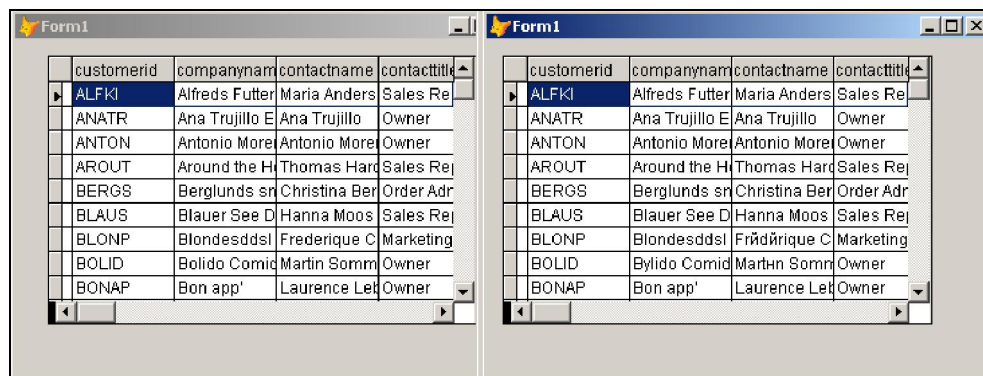 Form1
customerid companynam contactname contacttitle
ALFKI Alfreds Futter Maria Anders Sales Re
ANATR Ana Trujillo E Ana Trujillo Owner
ANTON Antonio More Antonio More Owner
AROUT Around the H Thomas Hard Sales Re
BERGS Berglunds sn Christina Ber Order Adr
BLAUS Blauer See D Hanna Moos Sales Re
BLONP Blondesddsl Frederique C Marketing
BOLID Bolido Comid Martin Somm Owner
BONAP Bon app' Laurence Leb Owner
Form1
customerid companynam contactname contacttitle
ALFKI Alfreds Futter Maria Anders Sales Re
ANATR Ana Trujillo E Ana Trujillo Owner
ANTON Antonio More Antonio More Owner
AROUT Around the H Thomas Hard Sales Re
BERGS Berglunds sn Christina Ber Order Adr
BLAUS Blauer See D Hanna Moos Sales Re
BLONP Blondesddsl Frйdйrique C Marketing
BOLID Bуlido Comid Martнn Somm Owner
BONAP Bon app' Laurence Leb Owner